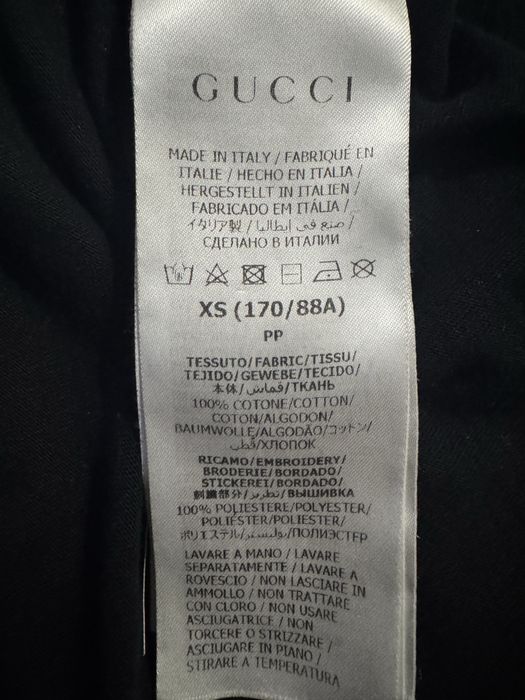 GUCCI
MADE IN ITALY / FABRIQUÉ EN
ITALIE / HECHO EN ITALIA /
HERGESTELLT IN ITALIEN /
FABRICADO EM ITÁLIA /
イタリア製 / صنع في إيطاليا /
СДЕЛАНО В ИТАЛИИ
XS (170/88A)
PP
TESSUTO/FABRIC/TISSU/
TEJIDO/GEWEBE/TECIDO/
本体/قماش/ТКАНЬ
100% COTONE/COTTON/
COTON/ALGODON/
BAUMWOLLE/ALGODÃO/コットン/
قطن/ХЛОПОК
RICAMO/EMBROIDERY/
BRODERIE/BORDADO/
STICKEREI/BORDADO/
刺繍部分/تطريز/ВЫШИВКА
100% POLIESTERE/POLYESTER/
POLIÉSTER/POLIESTER/
ポリエステル/بوليستر/ПОЛИЭСТЕР
LAVARE A MANO / LAVARE
SEPARATAMENTE / LAVARE A
ROVESCIO / NON LASCIARE IN
AMMOLLO / NON TRATTARE
CON CLORO / NON USARE
ASCIUGATRICE / NON
TORCERE O STRIZZARE /
ASCIUGARE IN PIANO /
STIRARE A TEMPERATURA